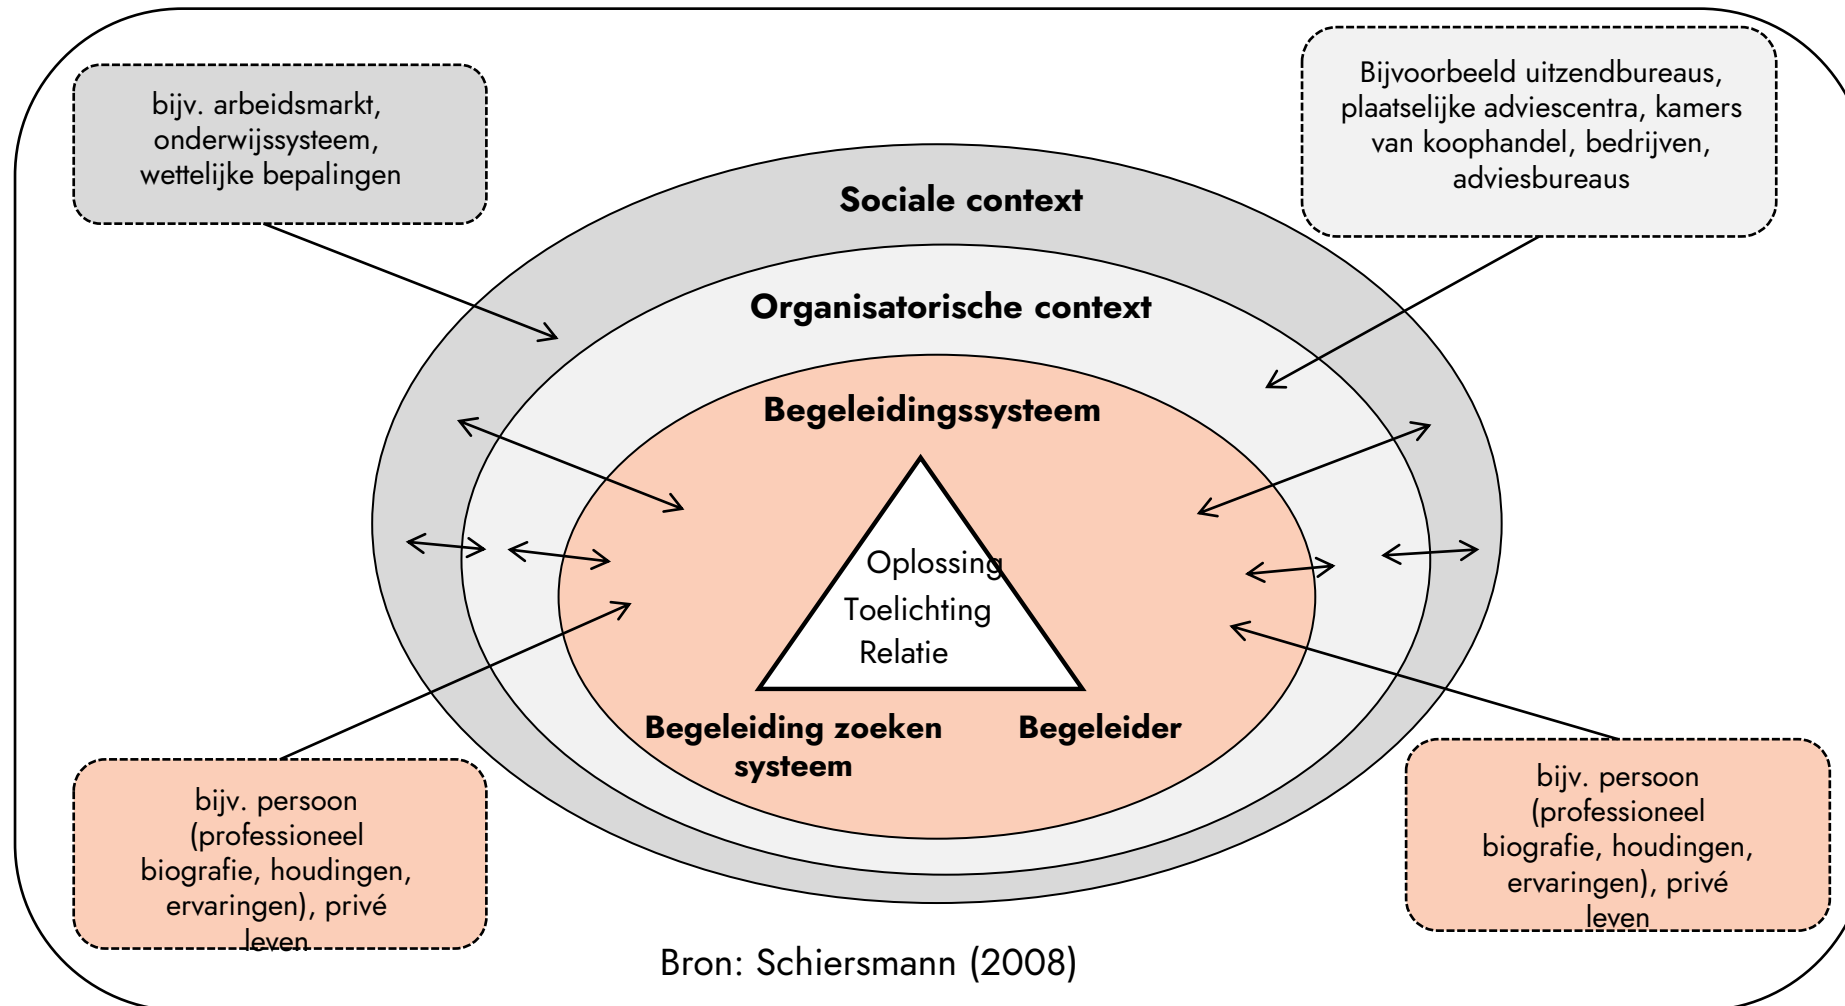 bijv. arbeidsmarkt,
onderwijssysteem,
wettelijke bepalingen
Bijvoorbeeld uitzendbureaus,
plaatselijke adviescentra, kamers
van koophandel, bedrijven,
adviesbureaus
Sociale context
Organisatorische context
Begeleidingssysteem
Oplossing
Toelichting
Relatie
Begeleiding zoeken
systeem
Begeleider
bijv. persoon
(professioneel
biografie, houdingen,
ervaringen), privé
leven
bijv. persoon
(professioneel
biografie, houdingen,
ervaringen), privé
leven
Bron: Schiersmann (2008)